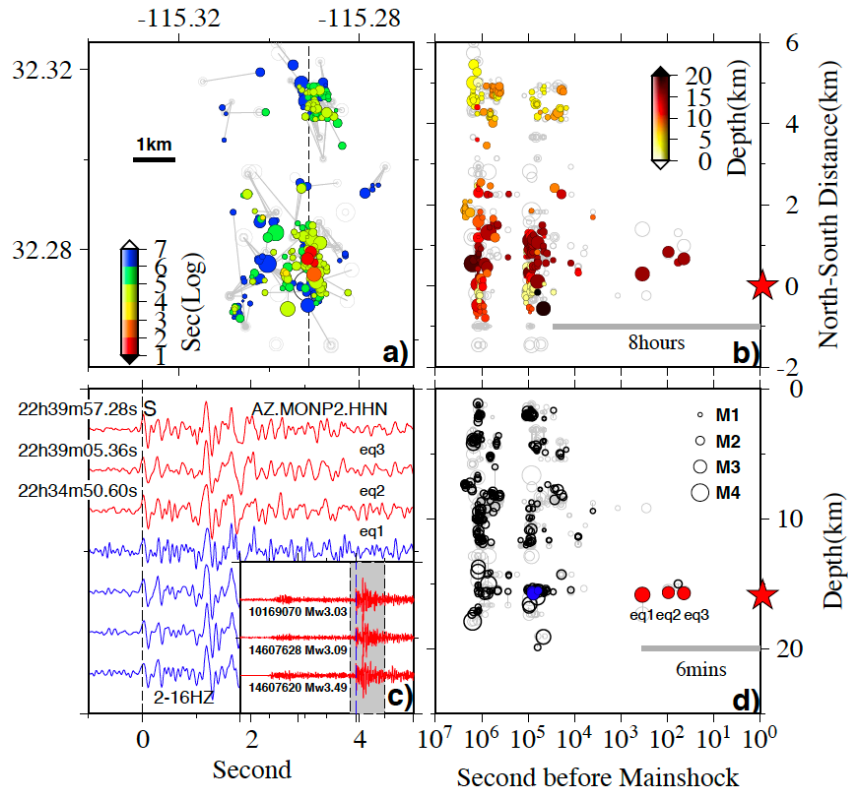 -115.32
-115.28
32.32
32.28
1km
7
6
5
4
3
2
1
Sec(Log)
a)
20
15
10
5
0
Depth(km)
6
4
2
0
-2
North-South Distance(km)
8hours
b)
22h39m57.28s
S
AZ.MONP2.HHN
22h39m05.36s
eq3
22h34m50.60s
eq2
eq1
10169070 Mw3.03
14607628 Mw3.09
14607620 Mw3.49
2-16HZ
c)
0
2
4
Second
M1
M2
M3
M4
eq1 eq2 eq3
6mins
d)
0
10
20
Depth(km)
10^7
10^6
10^5
10^4
10^3
10^2
10^1
10^0
Second before Mainshock